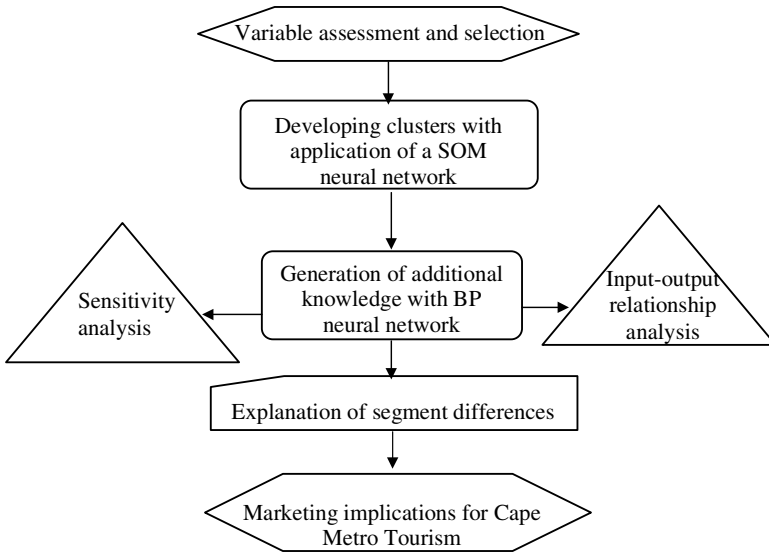 Variable assessment and selection
Developing clusters with
application of a SOM
neural network
Sensitivity
analysis
Generation of additional
knowledge with BP
neural network
Input-output
relationship
analysis
Explanation of segment differences
Marketing implications for Cape
Metro Tourism